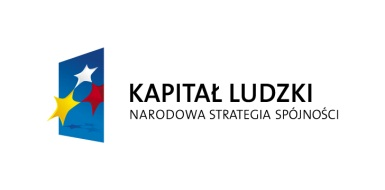 KAPITAŁ LUDZKI
NARODOWA STRATEGIA SPÓJNOŚCI